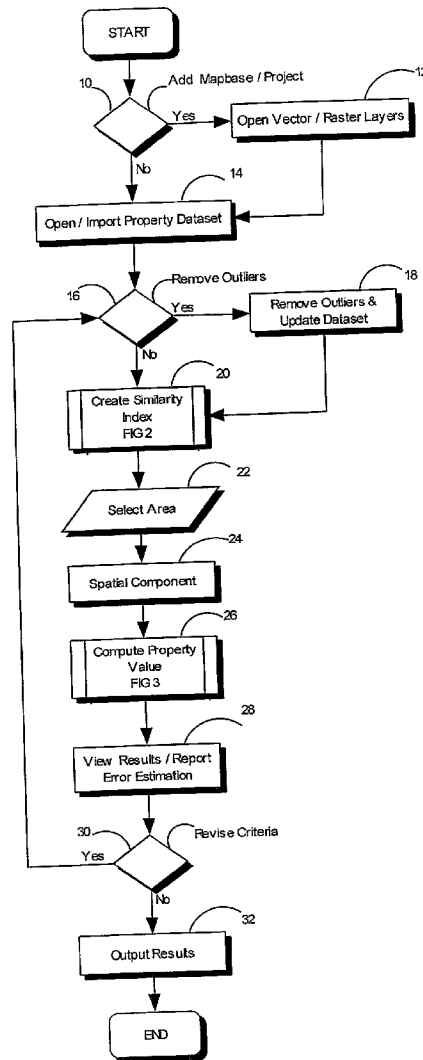 START
10
Add Mapbase / Project
12
Yes
Open Vector / Raster Layers
No
14
Open / Import Property Dataset
16
Remove Outliers
18
Yes
Remove Outliers &
Update Dataset
No
20
Create Similarity
Index
FIG 2
22
Select Area
24
Spatial Component
26
Compute Property
Value
FIG 3
28
View Results / Report
Error Estimation
30
Revise Criteria
Yes
No
32
Output Results
END